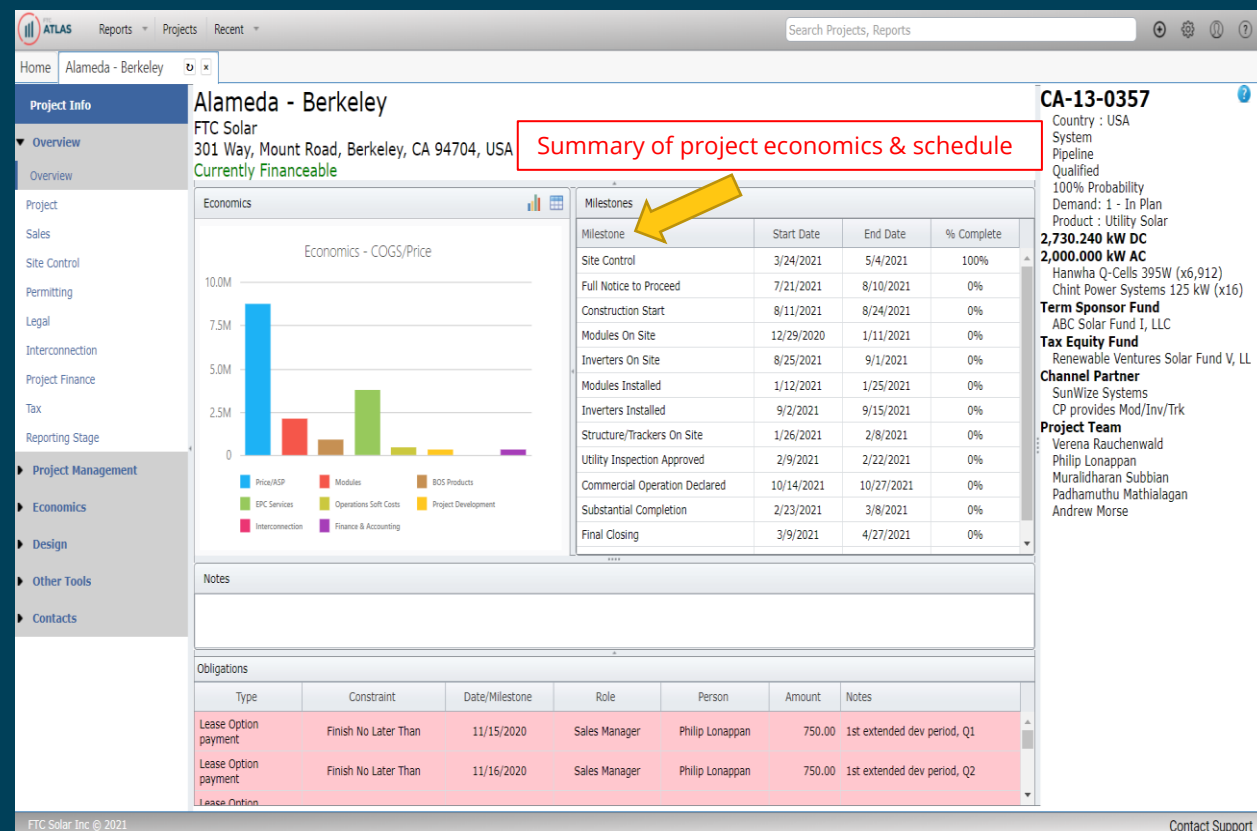 FTC
ATLAS Reports Projects Recent Search Projects, Reports
Home Alameda - Berkeley
Project Info
Overview
Overview
Project
Sales
Site Control
Permitting
Legal
Interconnection
Project Finance
Tax
Reporting Stage
Project Management
Economics
Design
Other Tools
Contacts
Alameda - Berkeley
FTC Solar
301 Way, Mount Road, Berkeley, CA 94704, USA
Currently Financeable
Summary of project economics & schedule
Economics
Economics - COGS/Price
10.0M
7.5M
5.0M
2.5M
0
Price/ASP Modules BOS Products
EPC Services Operations Soft Costs Project Development
Interconnection Finance & Accounting
Milestones
Milestone Start Date End Date % Complete
Site Control 3/24/2021 5/4/2021 100%
Full Notice to Proceed 7/21/2021 8/10/2021 0%
Construction Start 8/11/2021 8/24/2021 0%
Modules On Site 12/29/2020 1/11/2021 0%
Inverters On Site 8/25/2021 9/1/2021 0%
Modules Installed 1/12/2021 1/25/2021 0%
Inverters Installed 9/2/2021 9/15/2021 0%
Structure/Trackers On Site 1/26/2021 2/8/2021 0%
Utility Inspection Approved 2/9/2021 2/22/2021 0%
Commercial Operation Declared 10/14/2021 10/27/2021 0%
Substantial Completion 2/23/2021 3/8/2021 0%
Final Closing 3/9/2021 4/27/2021 0%
Notes
Obligations
Type Constraint Date/Milestone Role Person Amount Notes
Lease Option payment Finish No Later Than 11/15/2020 Sales Manager Philip Lonappan 750.00 1st extended dev period, Q1
Lease Option payment Finish No Later Than 11/16/2020 Sales Manager Philip Lonappan 750.00 1st extended dev period, Q2
Lease Option
CA-13-0357
Country : USA
System
Pipeline
Qualified
100% Probability
Demand: 1 - In Plan
Product : Utility Solar
2,730.240 kW DC
2,000.000 kW AC
Hanwha Q-Cells 395W (x6,912)
Chint Power Systems 125 kW (x16)
Term Sponsor Fund
ABC Solar Fund I, LLC
Tax Equity Fund
Renewable Ventures Solar Fund V, LL
Channel Partner
SunWize Systems
CP provides Mod/Inv/Trk
Project Team
Verena Rauchenwald
Philip Lonappan
Muralidharan Subbian
Padhamuthu Mathialagan
Andrew Morse
FTC Solar Inc © 2021 Contact Support